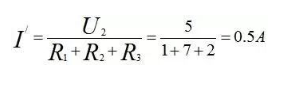 I' = U₂ / (R₁ + R₂ + R₃) = 5 / (1+7+2) = 0.5A